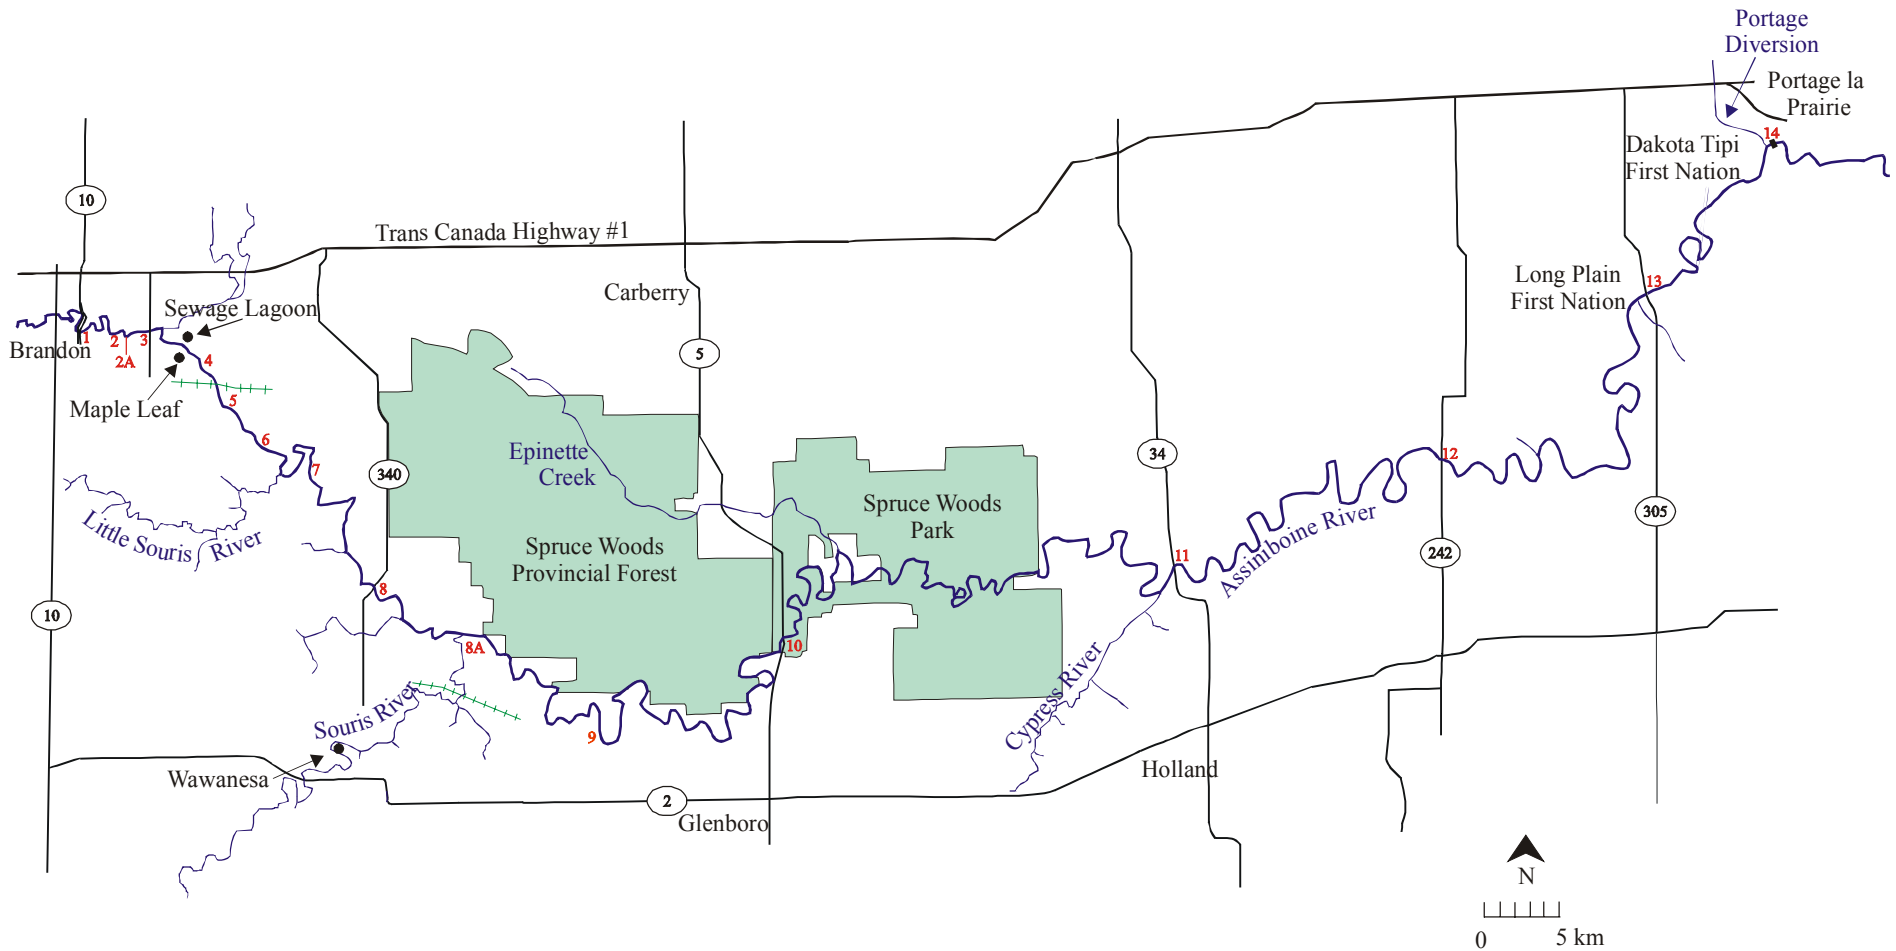 Portage
Diversion
Portage la
Prairie
14
Dakota Tipi
First Nation
10
Trans Canada Highway #1
Long Plain
First Nation
13
Carberry
Sewage Lagoon
1
2
3
Brandon
2A
4
5
Maple Leaf
5
6
7
340
Epinette
Creek
34
12
Spruce Woods
Park
305
Little Souris River
Assiniboine River
Spruce Woods
Provincial Forest
11
242
8
10
8A
10
Souris River
Cypress River
9
Wawanesa
Holland
2
Glenboro
N
0 5 km